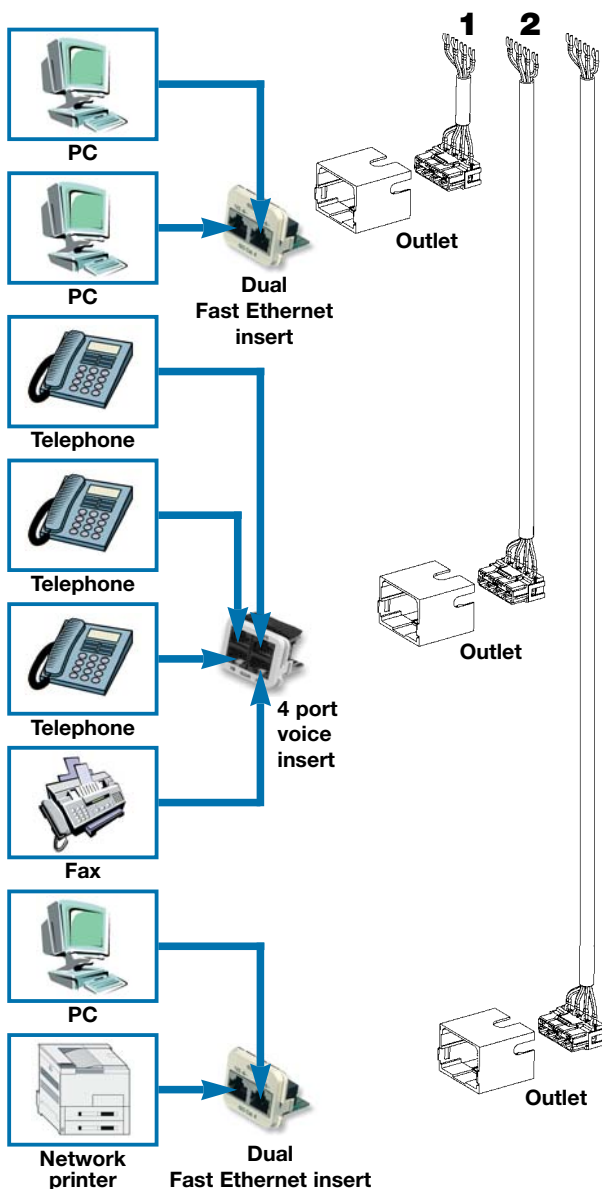 1 2
PC
Outlet
PC
Dual
Fast Ethernet
insert
Telephone
Telephone
Outlet
Telephone
4 port
voice
insert
Fax
PC
Outlet
Network
printer
Dual
Fast Ethernet insert